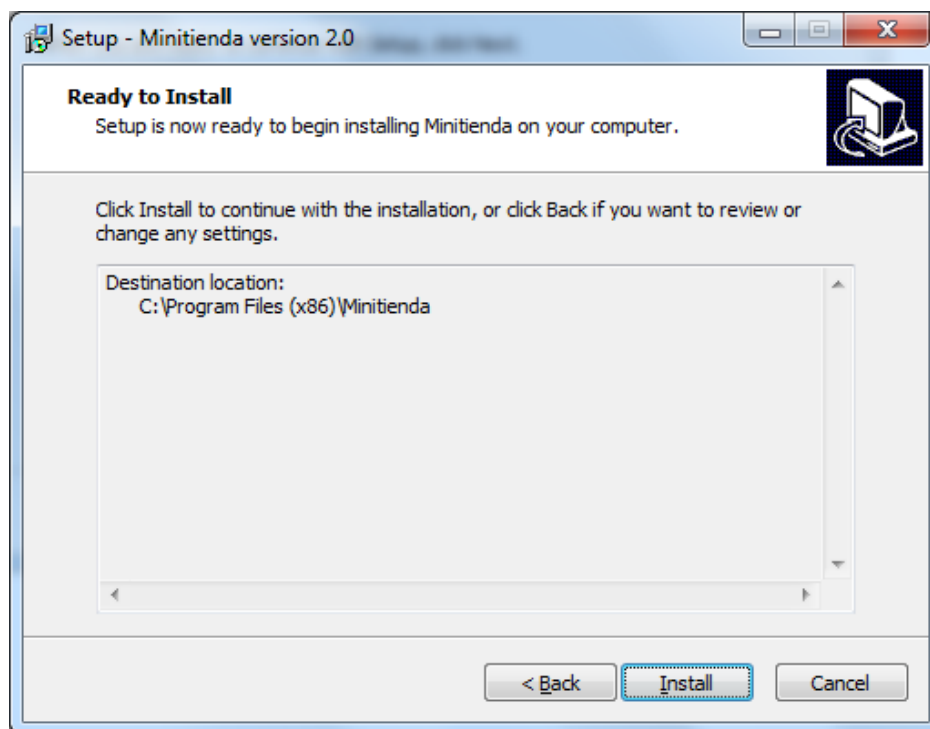 Setup - Minitienda version 2.0
Ready to Install
Setup is now ready to begin installing Minitienda on your computer.
Click Install to continue with the installation, or click Back if you want to review or
change any settings.
Destination location:
C:\Program Files (x86)\Minitienda
< Back
Install
Cancel